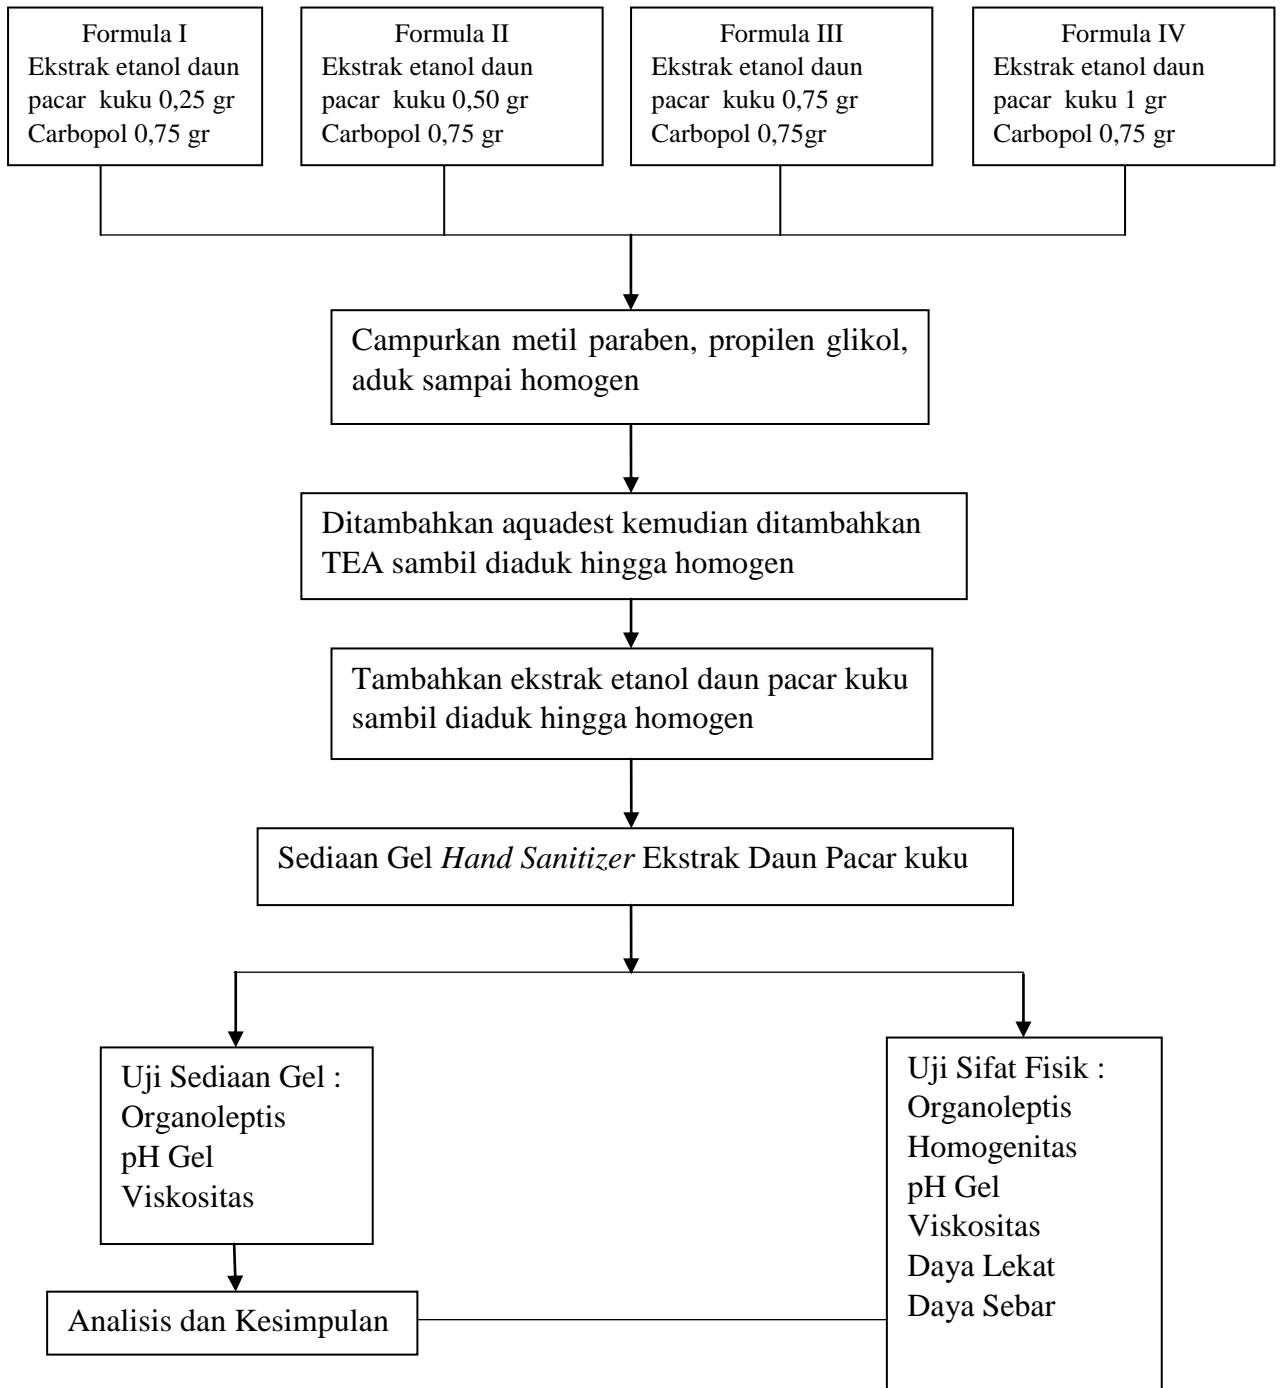 Formula I
Ekstrak etanol daun
pacar kuku 0,25 gr
Carbopol 0,75 gr
Formula II
Ekstrak etanol daun
pacar kuku 0,50 gr
Carbopol 0,75 gr
Formula III
Ekstrak etanol daun
pacar kuku 0,75 gr
Carbopol 0,75gr
Formula IV
Ekstrak etanol daun
pacar kuku 1 gr
Carbopol 0,75 gr
Campurkan metil paraben, propilen glikol,
aduk sampai homogen
Ditambahkan aquadest kemudian ditambahkan
TEA sambil diaduk hingga homogen
Tambahkan ekstrak etanol daun pacar kuku
sambil diaduk hingga homogen
Sediaan Gel Hand Sanitizer Ekstrak Daun Pacar kuku
Uji Sediaan Gel :
Organoleptis
pH Gel
Viskositas
Uji Sifat Fisik :
Organoleptis
Homogenitas
pH Gel
Viskositas
Daya Lekat
Daya Sebar
Analisis dan Kesimpulan